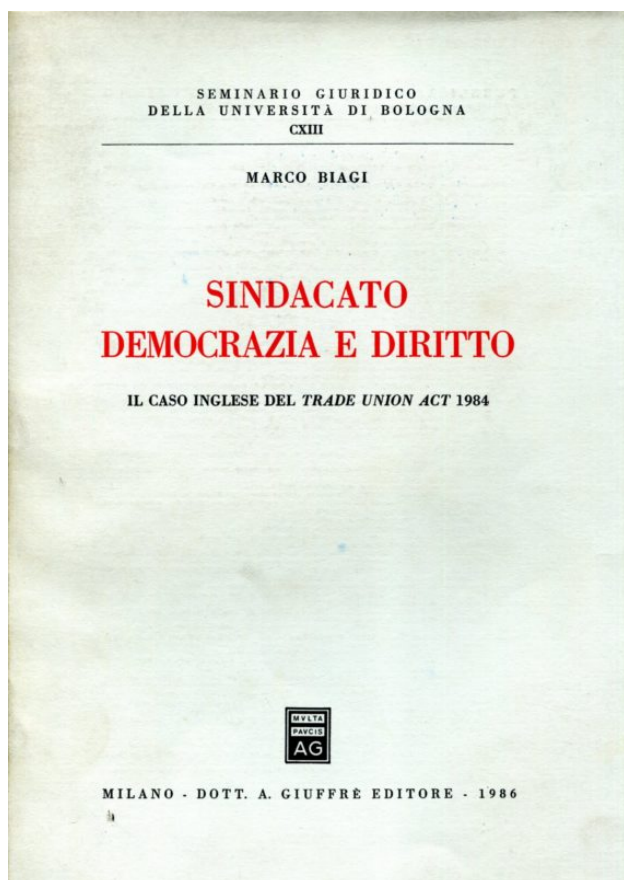 SEMINARIO GIURIDICO
DELLA UNIVERSITÀ DI BOLOGNA
CXIII
MARCO BIAGI
SINDACATO
DEMOCRAZIA E DIRITTO
IL CASO INGLESE DEL TRADE UNION ACT 1984
MVLTA
PAVCIS
AG
MILANO - DOTT. A. GIUFFRÈ EDITORE - 1986